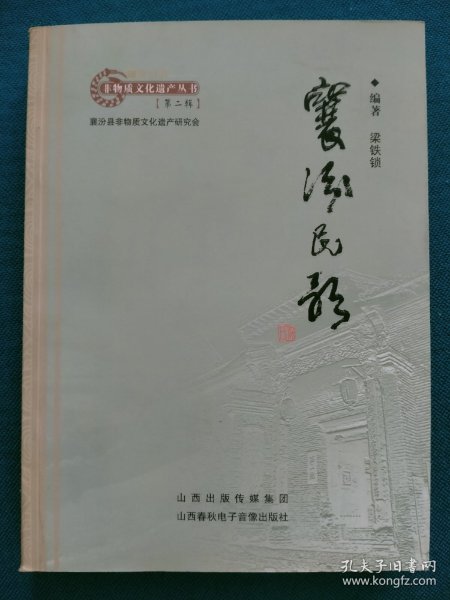 非物质文化遗产丛书
【第二辑】
襄汾县非物质文化遗产研究会
◆编著 梁铁锁
襄汾民歌
山西出版传媒集团
山西春秋电子音像出版社
孔夫子旧书网
www.kongfz.com